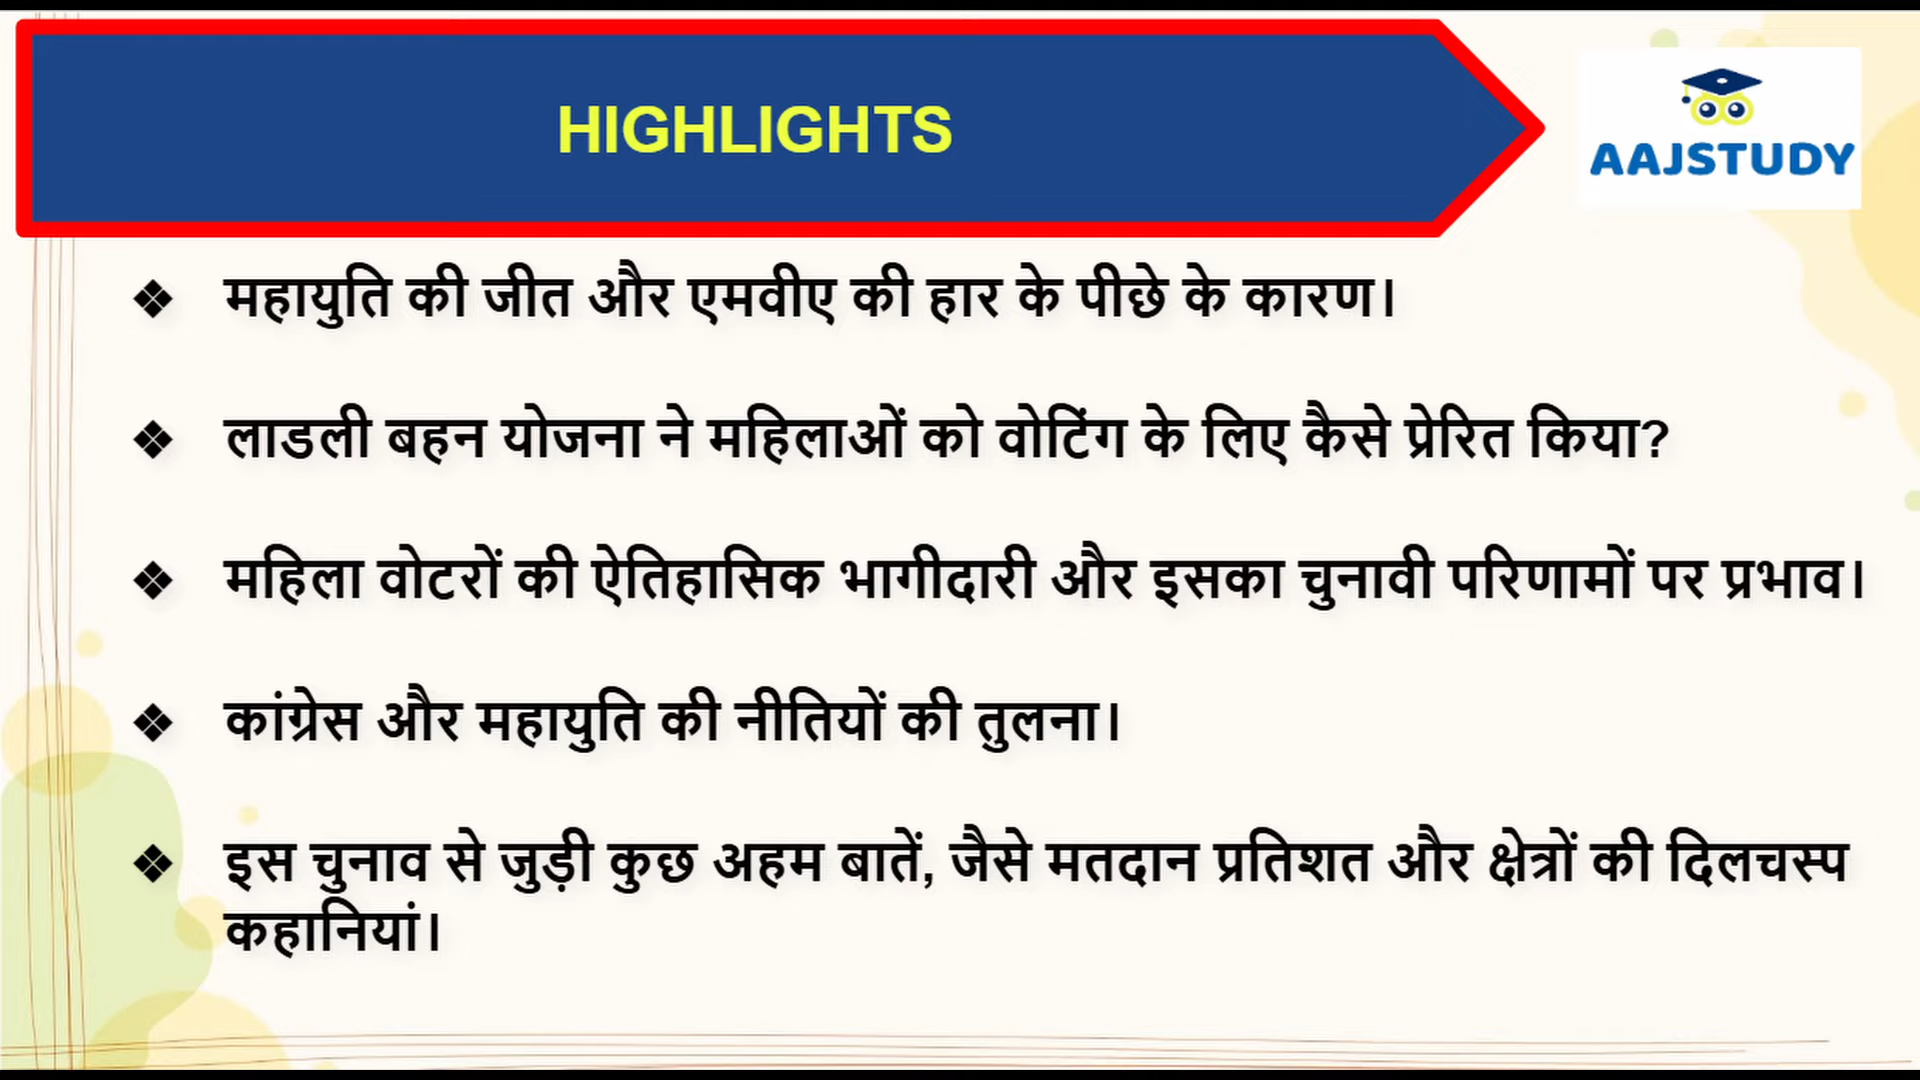 HIGHLIGHTS
AAJSTUDY
❖ महायुति की जीत और एमवीए की हार के पीछे के कारण।
❖ लाडली बहन योजना ने महिलाओं को वोटिंग के लिए कैसे प्रेरित किया?
❖ महिला वोटरों की ऐतिहासिक भागीदारी और इसका चुनावी परिणामों पर प्रभाव।
❖ कांग्रेस और महायुति की नीतियों की तुलना।
❖ इस चुनाव से जुड़ी कुछ अहम बातें, जैसे मतदान प्रतिशत और क्षेत्रों की दिलचस्प
कहानियां।